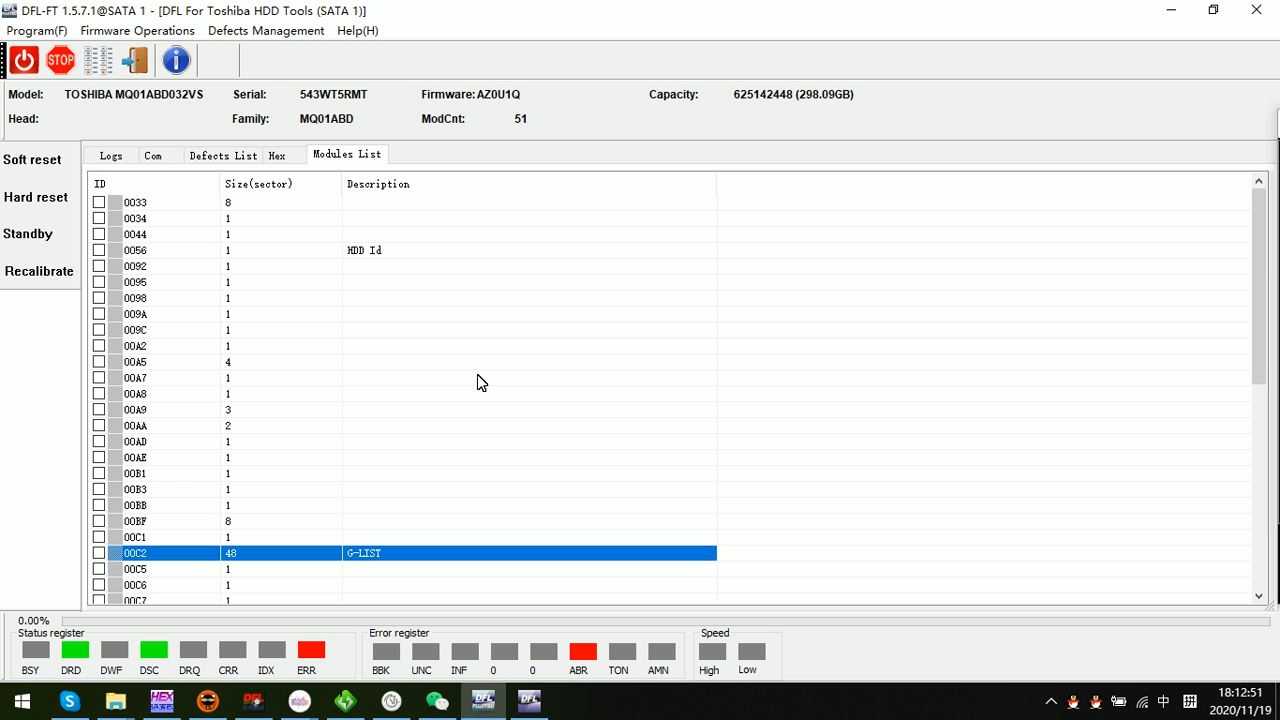 DFL-FT 1.5.7.1@SATA 1 - [DFL For Toshiba HDD Tools (SATA 1)]
Program(F) Firmware Operations Defects Management Help(H)
STOP
Model: TOSHIBA MQ01ABD032VS Serial: 543WT5RMT Firmware: AZ0U1Q Capacity: 625142448 (298.09GB)
Head: Family: MQ01ABD ModCnt: 51
Soft reset
Hard reset
Standby
Recalibrate
Logs Com Defects List Hex Modules List
ID Size(sector) Description
0033 8
0034 1
0044 1
0056 1 HDD Id
0092 1
0095 1
0098 1
009A 1
009C 1
00A2 1
00A5 4
00A7 1
00A8 1
00A9 3
00AA 2
00AD 1
00AE 1
00B1 1
00B3 1
00BB 1
00BF 8
00C1 1
00C2 48 G-LIST
00C5 1
00C6 1
00C7 1
0.00%
Status register Error register Speed
BSY DRD DWF DSC DRQ CRR IDX ERR BBK UNC INF 0 0 ABR TON AMN High Low
中 拼
18:12:51
2020/11/19